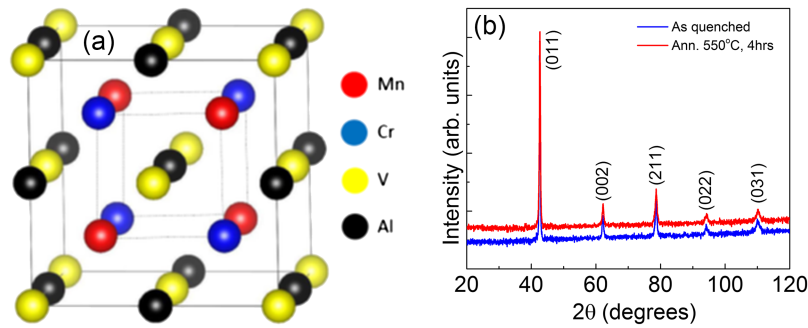 (a)
Mn
Cr
V
Al
(b)
As quenched
Ann. 550°C, 4hrs
Intensity (arb. units)
(011)
(002)
(211)
(022)
(031)
20 40 60 80 100 120
2θ (degrees)